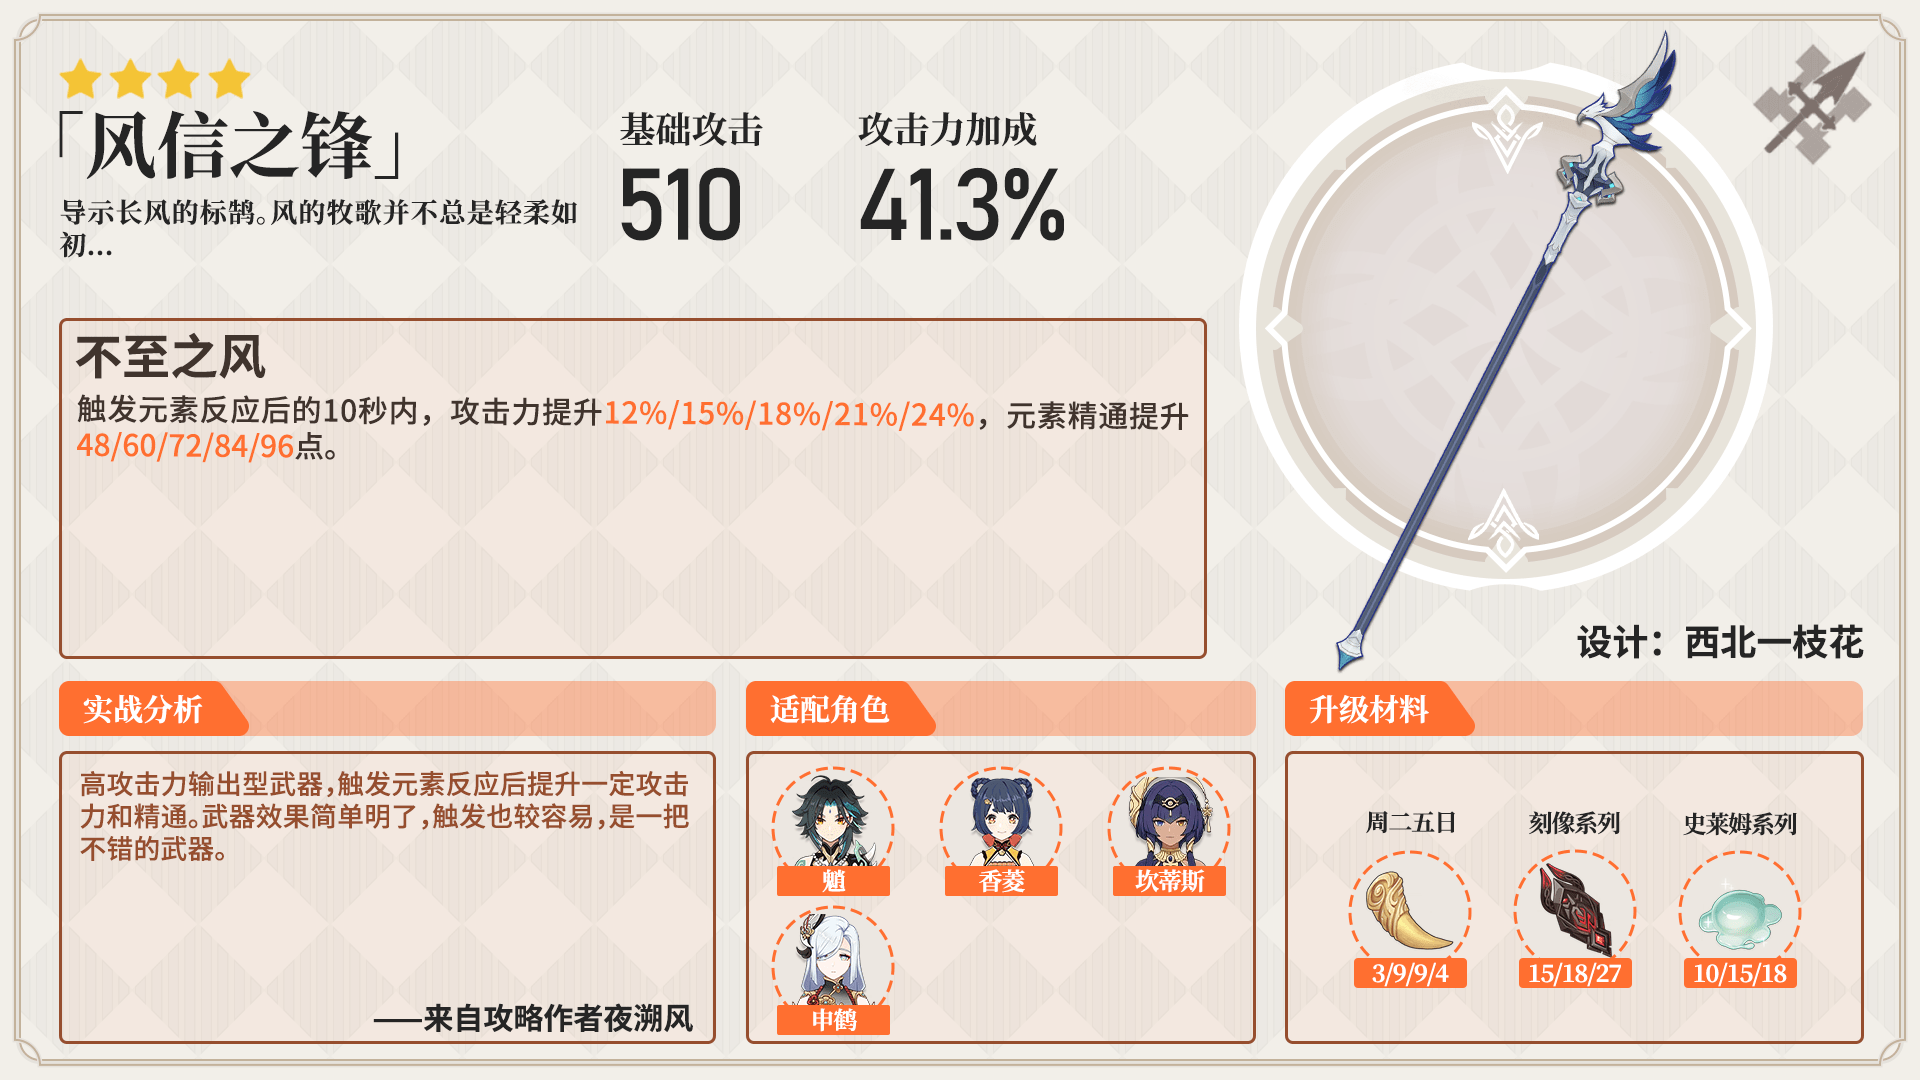 「风信之锋」
导示长风的标鹄。风的牧歌并不总是轻柔如
初...
基础攻击
510
攻击力加成
41.3%
不至之风
触发元素反应后的10秒内，攻击力提升12%/15%/18%/21%/24%，元素精通提升
48/60/72/84/96点。
设计：西北一枝花
实战分析
高攻击力输出型武器，触发元素反应后提升一定攻击
力和精通。武器效果简单明了，触发也较容易，是一把
不错的武器。
——来自攻略作者夜溯风
适配角色
魈
香菱
坎蒂斯
申鹤
升级材料
周二五日
刻像系列
史莱姆系列
3/9/9/4
15/18/27
10/15/18